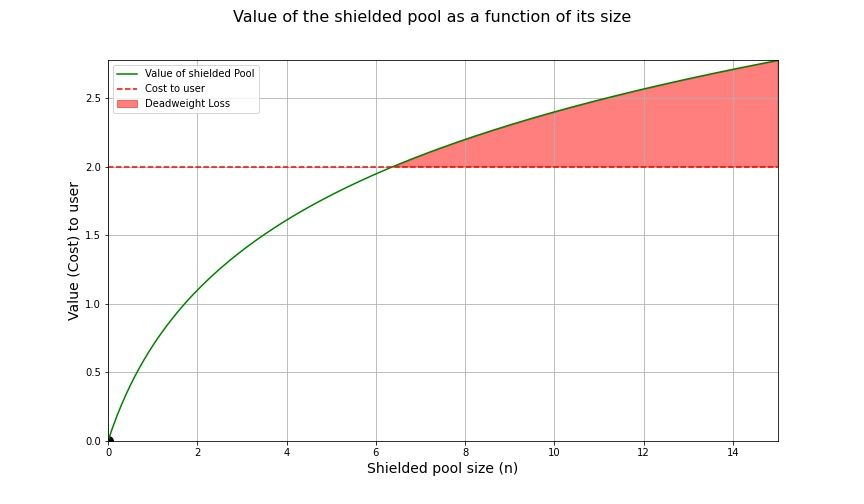 Value of the shielded pool as a function of its size
Value of shielded Pool
Cost to user
Deadweight Loss
Value (Cost) to user
2.5
2.0
1.5
1.0
0.5
0.0
0 2 4 6 8 10 12 14
Shielded pool size (n)